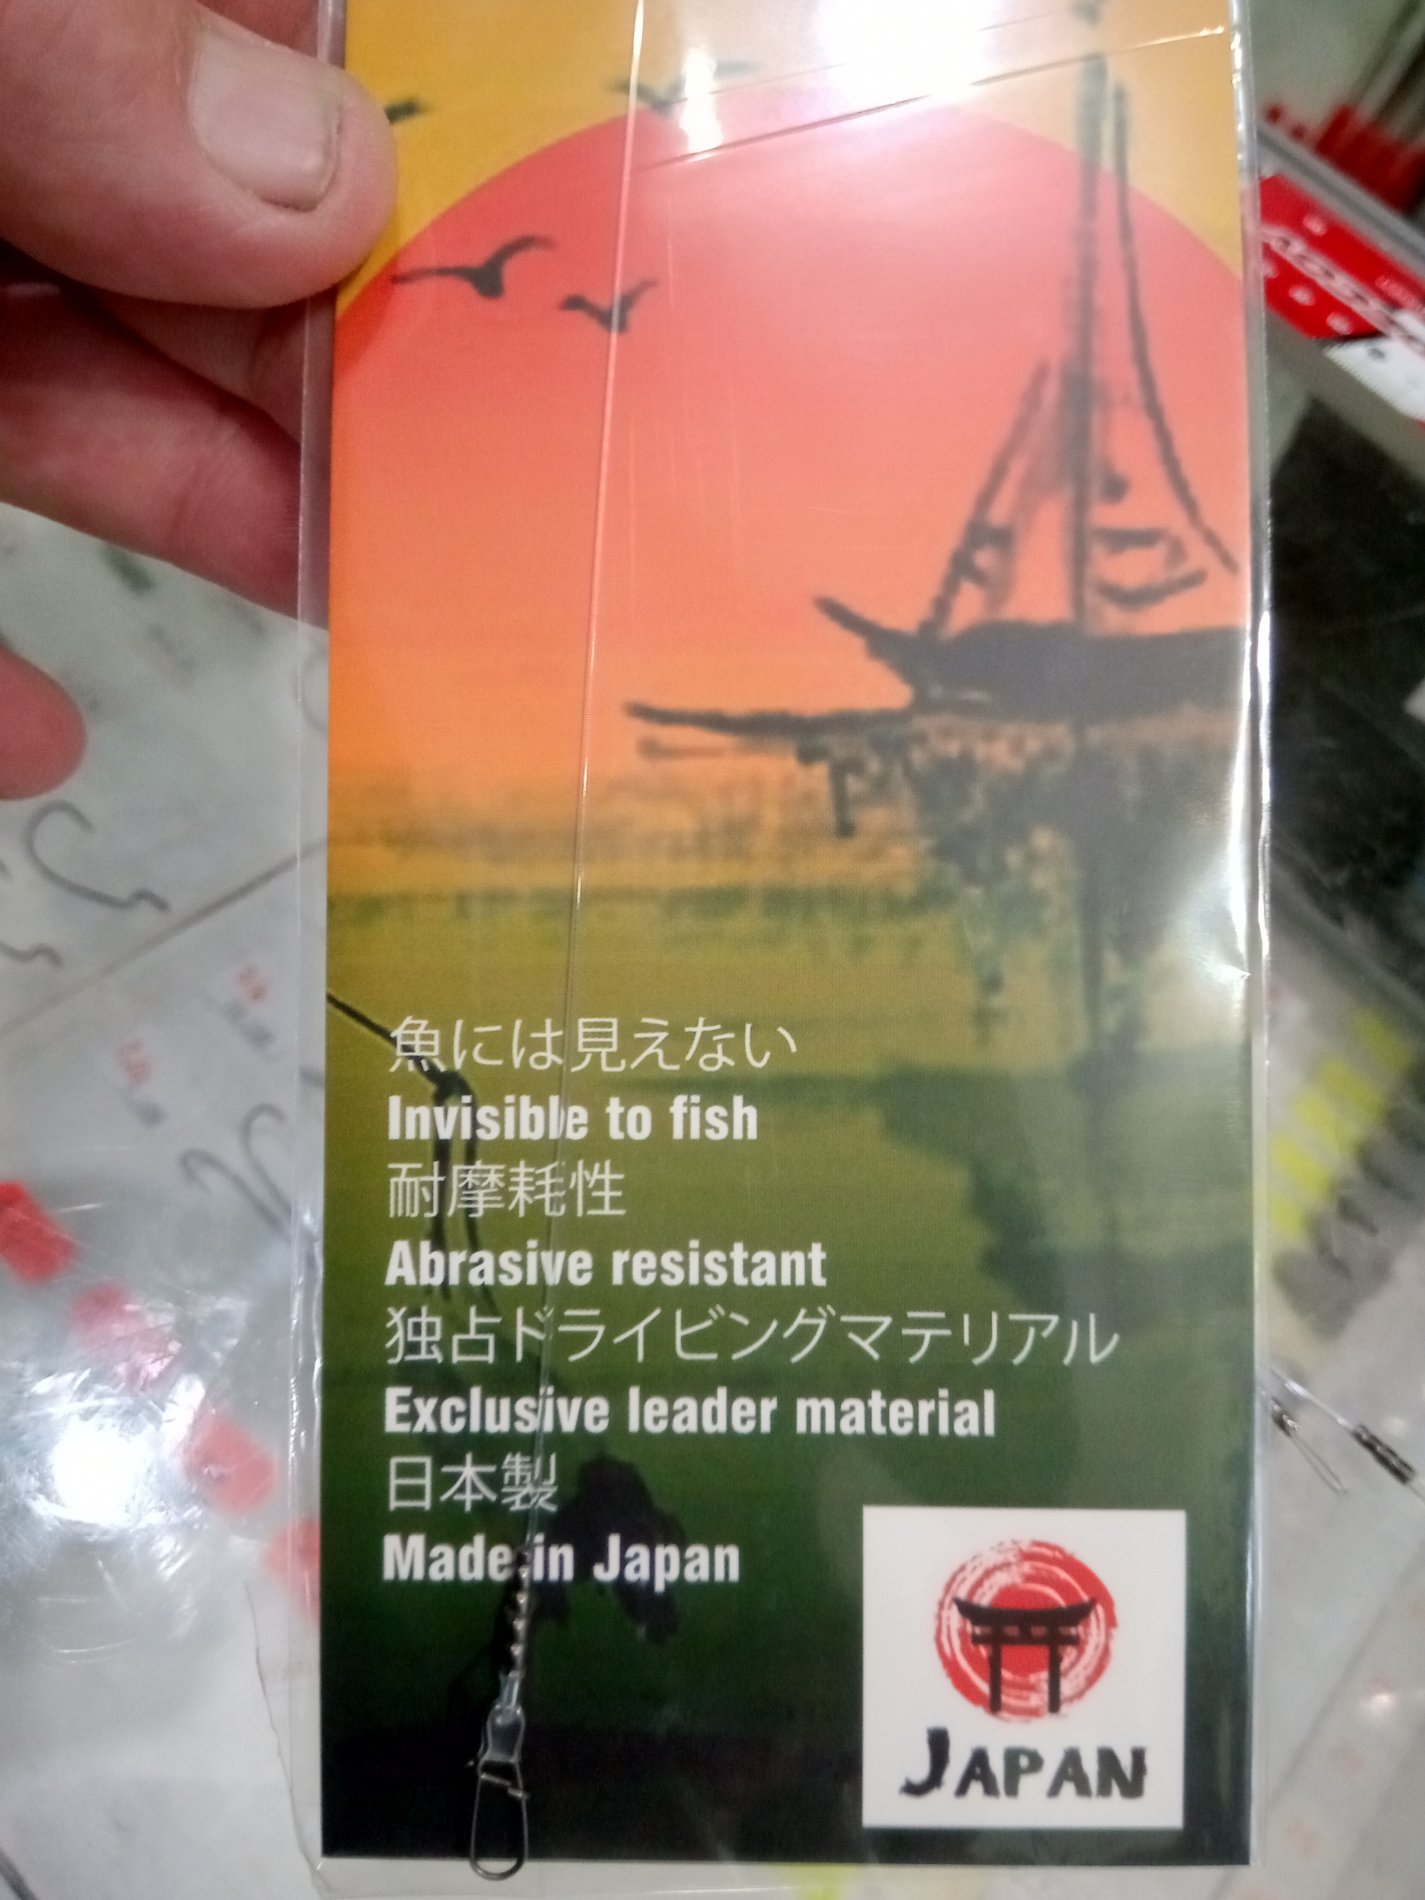 魚には見えない
Invisible to fish
耐摩耗性
Abrasive resistant
独占ドライビングマテリアル
Exclusive leader material
日本製
Made in Japan
JAPAN